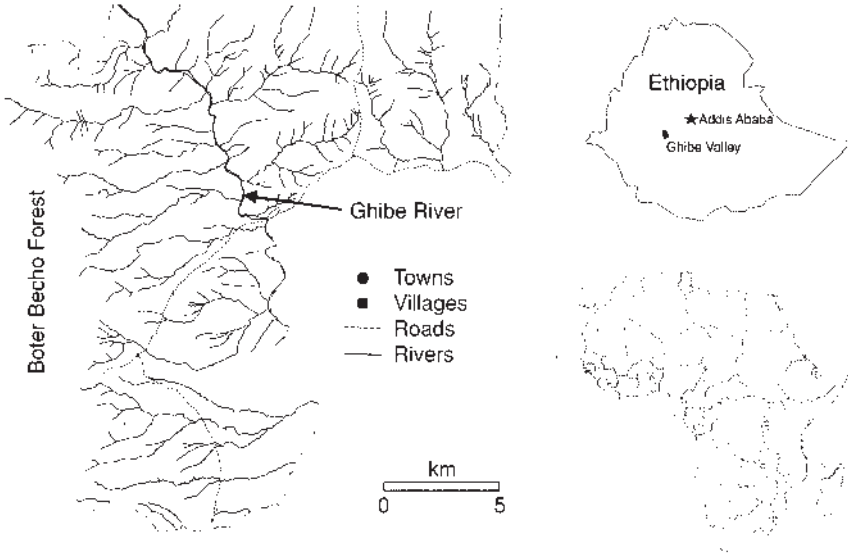 Ethiopia
Addis Ababa
Ghibe Valley
Ghibe River
Boter Becho Forest
Towns
Villages
Roads
Rivers
km
0 5